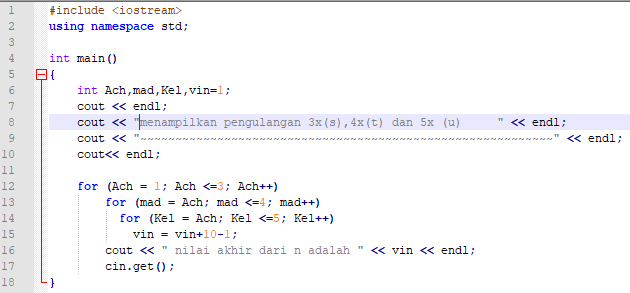 1 #include <iostream>
2 using namespace std;
3
4 int main()
5 {
6 int Ach,mad,Kel,vin=1;
7 cout << endl;
8 cout << "menampilkan pengulangan 3x(s),4x(t) dan 5x (u)     " << endl;
9 cout << "~~~~~~~~~~~~~~~~~~~~~~~~~~~~~~~~~~~~~~~~~~~~~~~~~~~~~~~~~~~" << endl;
10 cout<< endl;
11
12 for (Ach = 1; Ach <=3; Ach++)
13 for (mad = Ach; mad <=4; mad++)
14 for (Kel = Ach; Kel <=5; Kel++)
15 vin = vin+10-1;
16 cout << " nilai akhir dari n adalah " << vin << endl;
17 cin.get();
18 }